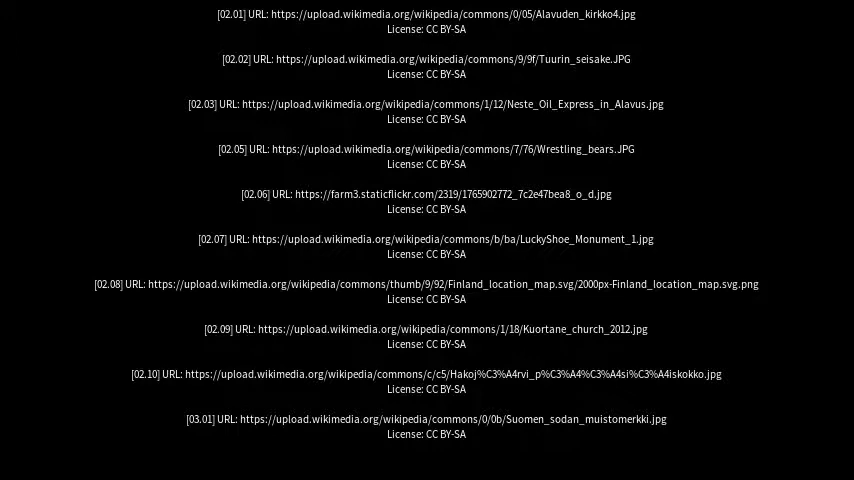 [02.01] URL: https://upload.wikimedia.org/wikipedia/commons/0/05/Alavuden_kirkko4.jpg
License: CC BY-SA
[02.02] URL: https://upload.wikimedia.org/wikipedia/commons/9/9f/Tuurin_seisake.JPG
License: CC BY-SA
[02.03] URL: https://upload.wikimedia.org/wikipedia/commons/1/12/Neste_Oil_Express_in_Alavus.jpg
License: CC BY-SA
[02.05] URL: https://upload.wikimedia.org/wikipedia/commons/7/76/Wrestling_bears.JPG
License: CC BY-SA
[02.06] URL: https://farm3.staticflickr.com/2319/1765902772_7c2e47bea8_o_d.jpg
License: CC BY-SA
[02.07] URL: https://upload.wikimedia.org/wikipedia/commons/b/ba/LuckyShoe_Monument_1.jpg
License: CC BY-SA
[02.08] URL: https://upload.wikimedia.org/wikipedia/commons/thumb/9/92/Finland_location_map.svg/2000px-Finland_location_map.svg.png
License: CC BY-SA
[02.09] URL: https://upload.wikimedia.org/wikipedia/commons/1/18/Kuortane_church_2012.jpg
License: CC BY-SA
[02.10] URL: https://upload.wikimedia.org/wikipedia/commons/c/c5/Hakoj%C3%A4rvi_p%C3%A4%C3%A4si%C3%A4iskokko.jpg
License: CC BY-SA
[03.01] URL: https://upload.wikimedia.org/wikipedia/commons/0/0b/Suomen_sodan_muistomerkki.jpg
License: CC BY-SA